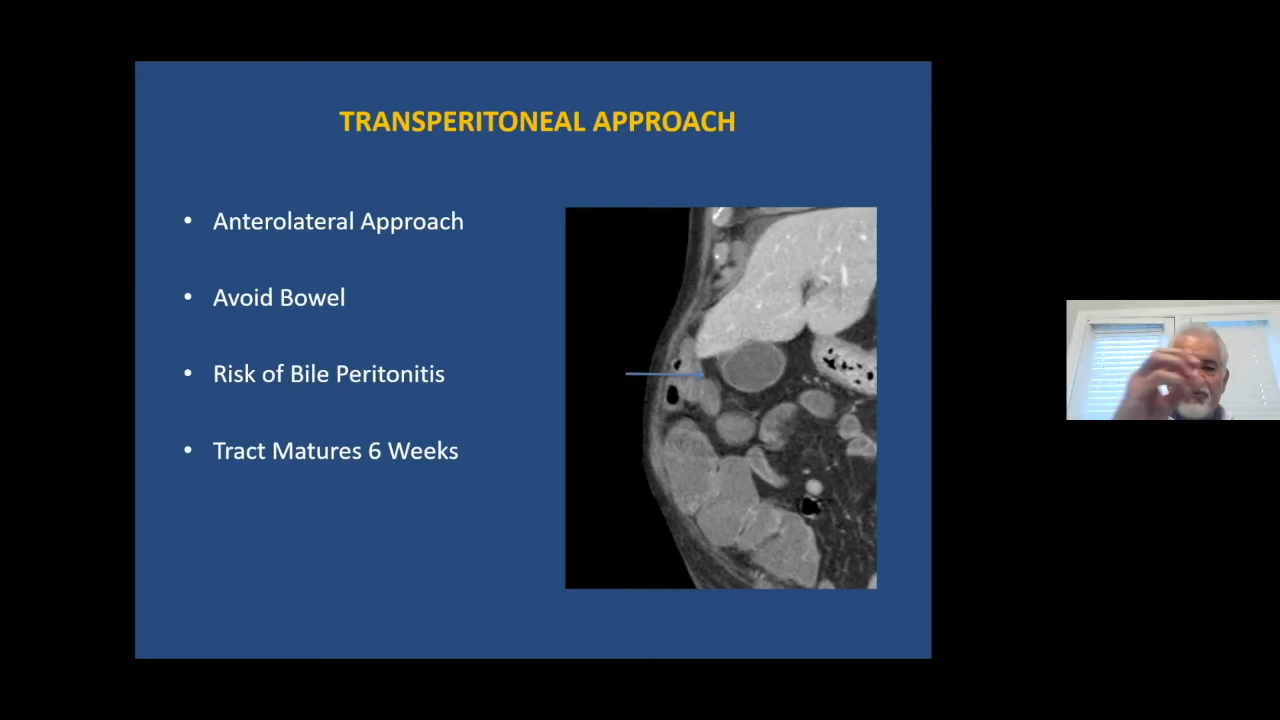 TRANSPERITONEAL APPROACH
• Anterolateral Approach
• Avoid Bowel
• Risk of Bile Peritonitis
• Tract Matures 6 Weeks